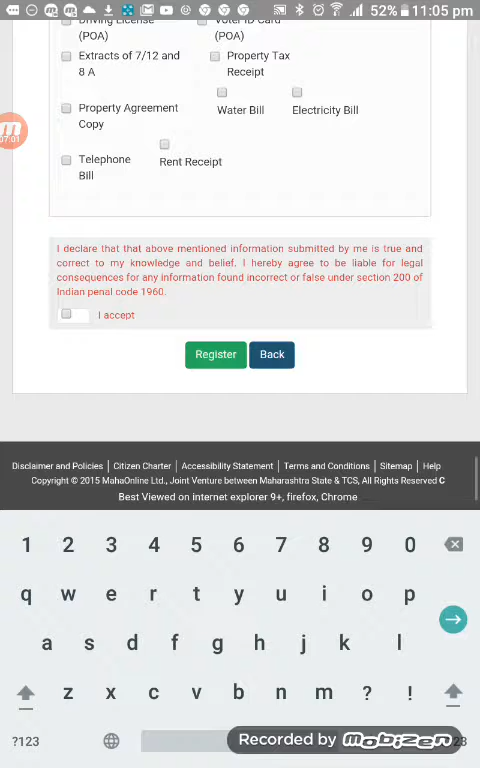 52% 11:05 pm
Driving License Voter ID Card
(POA) (POA)
Extracts of 7/12 and Property Tax
8 A Receipt
Property Agreement Water Bill Electricity Bill
Copy
07:01
Telephone Rent Receipt
Bill
I declare that that above mentioned information submitted by me is true and
correct to my knowledge and belief. I hereby agree to be liable for legal
consequences for any information found incorrect or false under section 200 of
Indian penal code 1960.
I accept
Register Back
Disclaimer and Policies | Citizen Charter | Accessibility Statement | Terms and Conditions | Sitemap | Help
Copyright © 2015 MahaOnline Ltd., Joint Venture between Maharashtra State & TCS, All Rights Reserved C
Best Viewed on internet explorer 9+, firefox, Chrome
1 2 3 4 5 6 7 8 9 0
q w e r t y u i o p
a s d f g h j k l
z x c v b n m ? !
?123 Recorded by Mobizen 23